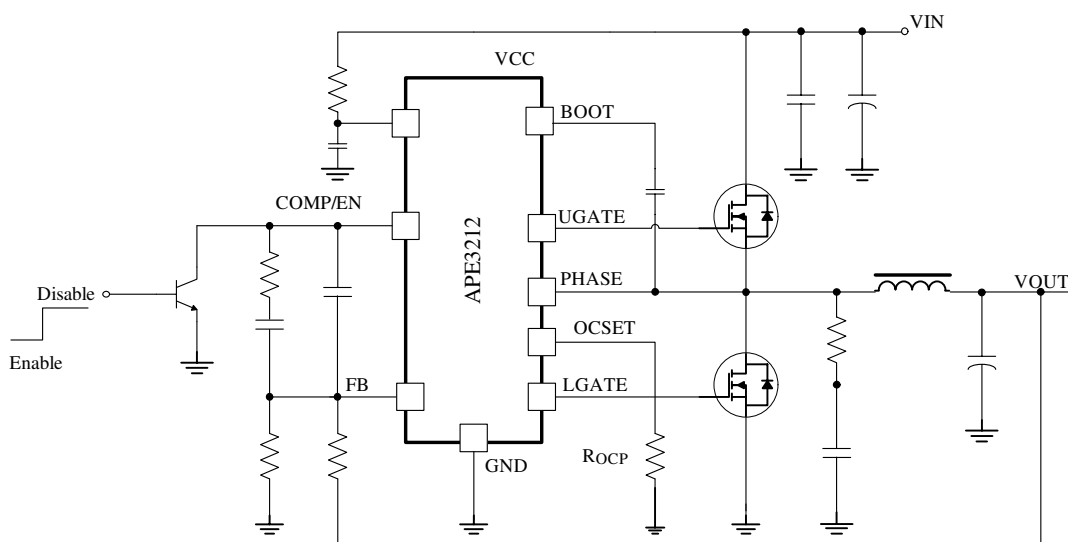 VIN
VCC
BOOT
COMP/EN
UGATE
APE3212
PHASE
Disable
VOUT
OCSET
Enable
FB
LGATE
GND
ROCP